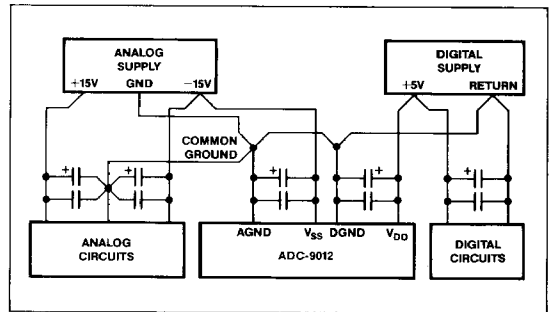 ANALOG
SUPPLY
+15V GND −15V
DIGITAL
SUPPLY
+5V RETURN
COMMON
GROUND
+ + + + +
AGND VSS DGND VDD
ANALOG
CIRCUITS
ADC-9012
DIGITAL
CIRCUITS